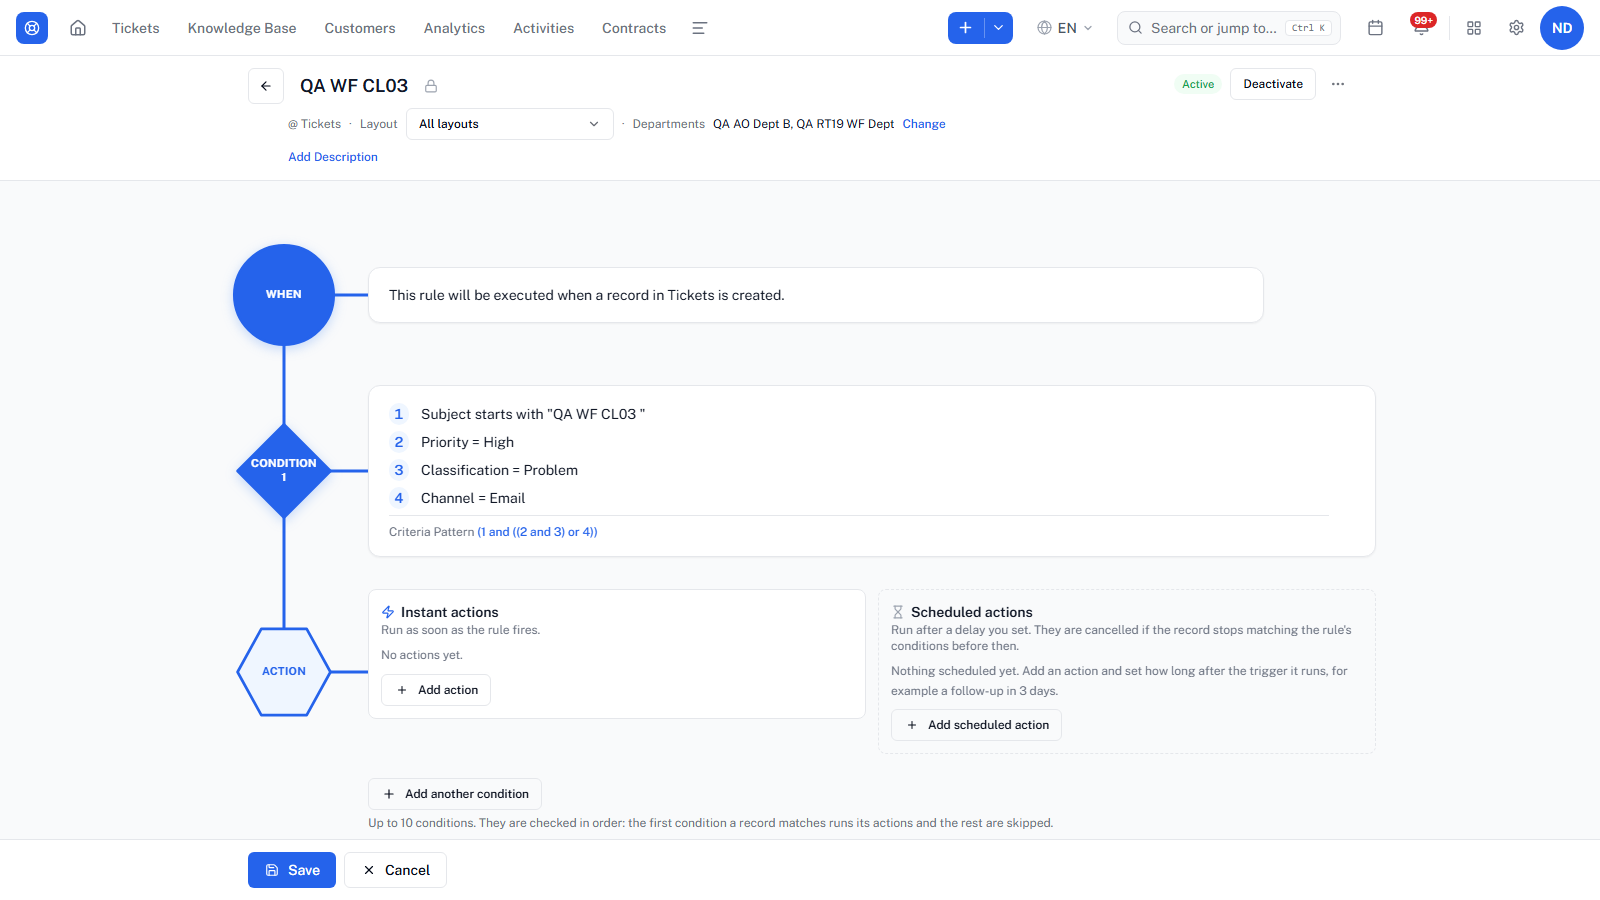 Tickets
Knowledge Base
Customers
Analytics
Activities
Contracts
EN
Search or jump to...
Ctrl K
99+
ND
QA WF CL03
Active
Deactivate
@ Tickets · Layout
All layouts
· Departments QA AO Dept B, QA RT19 WF Dept Change
Add Description
WHEN
This rule will be executed when a record in Tickets is created.
CONDITION
1
1 Subject starts with "QA WF CL03 "
2 Priority = High
3 Classification = Problem
4 Channel = Email
Criteria Pattern (1 and ((2 and 3) or 4))
ACTION
Instant actions
Run as soon as the rule fires.
No actions yet.
Add action
Scheduled actions
Run after a delay you set. They are cancelled if the record stops matching the rule's
conditions before then.
Nothing scheduled yet. Add an action and set how long after the trigger it runs, for
example a follow-up in 3 days.
Add scheduled action
Add another condition
Up to 10 conditions. They are checked in order: the first condition a record matches runs its actions and the rest are skipped.
Save
Cancel